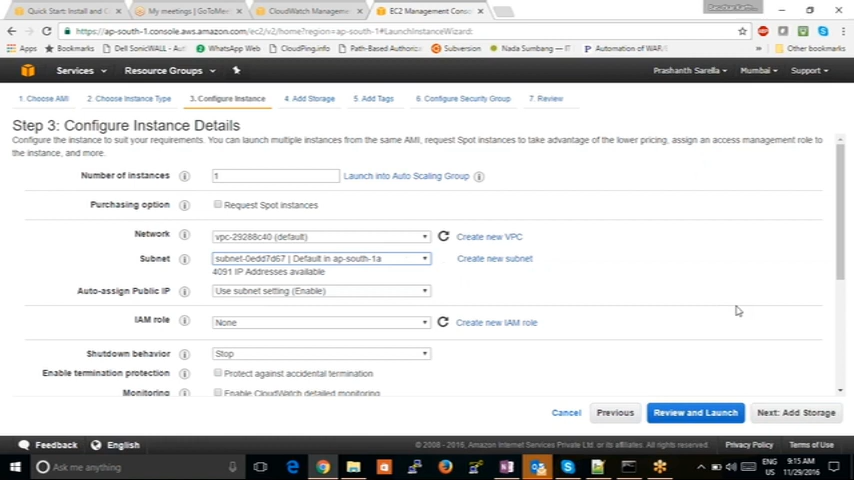 Quick Start: Install and C
My meetings | GoToMeet
CloudWatch Manageme
EC2 Management Conso
https://ap-south-1.console.aws.amazon.com/ec2/v2/home?region=ap-south-1#LaunchInstanceWizard:
Apps Bookmarks Dell SonicWALL WhatsApp Web CloudPing.info Path-Based Authoriz Subversion Nada Sumbang — IT Automation of WAR/ Other bookmarks
Services Resource Groups Prashanth Sarella Mumbai Support
1. Choose AMI 2. Choose Instance Type 3. Configure Instance 4. Add Storage 5. Add Tags 6. Configure Security Group 7. Review
Step 3: Configure Instance Details
Configure the instance to suit your requirements. You can launch multiple instances from the same AMI, request Spot instances to take advantage of the lower pricing, assign an access management role to
the instance, and more.
Number of instances 1 Launch into Auto Scaling Group
Purchasing option Request Spot instances
Network vpc-29288c40 (default) Create new VPC
Subnet subnet-0edd7d67 | Default in ap-south-1a Create new subnet
4091 IP Addresses available
Auto-assign Public IP Use subnet setting (Enable)
IAM role None Create new IAM role
Shutdown behavior Stop
Enable termination protection Protect against accidental termination
Monitoring Enable CloudWatch detailed monitoring
Cancel Previous Review and Launch Next: Add Storage
Feedback English © 2008 - 2016, Amazon Internet Services Private Ltd. or its affiliates. All rights reserved. Privacy Policy Terms of Use
Ask me anything ENG 9:15 AM
US 11/29/2016